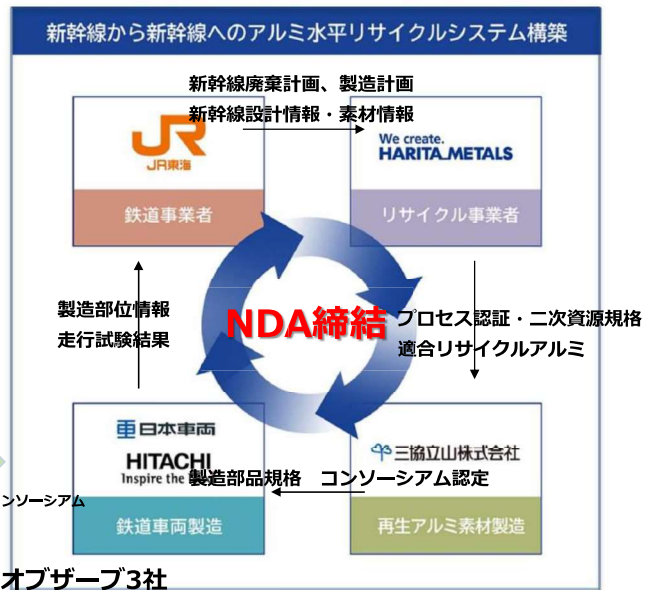 新幹線から新幹線へのアルミ水平リサイクルシステム構築
新幹線廃棄計画、製造計画
新幹線設計情報・素材情報
JR
JR東海
鉄道事業者
We create.
HARITA METALS
リサイクル事業者
製造部位情報
走行試験結果
NDA締結
プロセス認証・二次資源規格
適合リサイクルアルミ
日本車両
HITACHI
Inspire the
鉄道車両製造
三協立山株式会社
製造部品規格 コンソーシアム認定
再生アルミ素材製造
ンソーシアム
オブザーブ3社